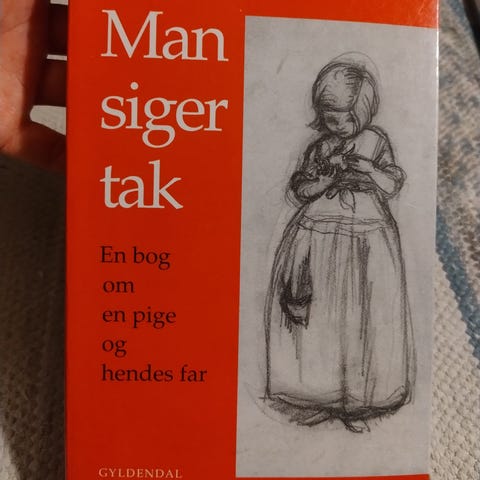 Man
siger
tak
En bog
om
en pige
og
hendes far
GYLDENDAL